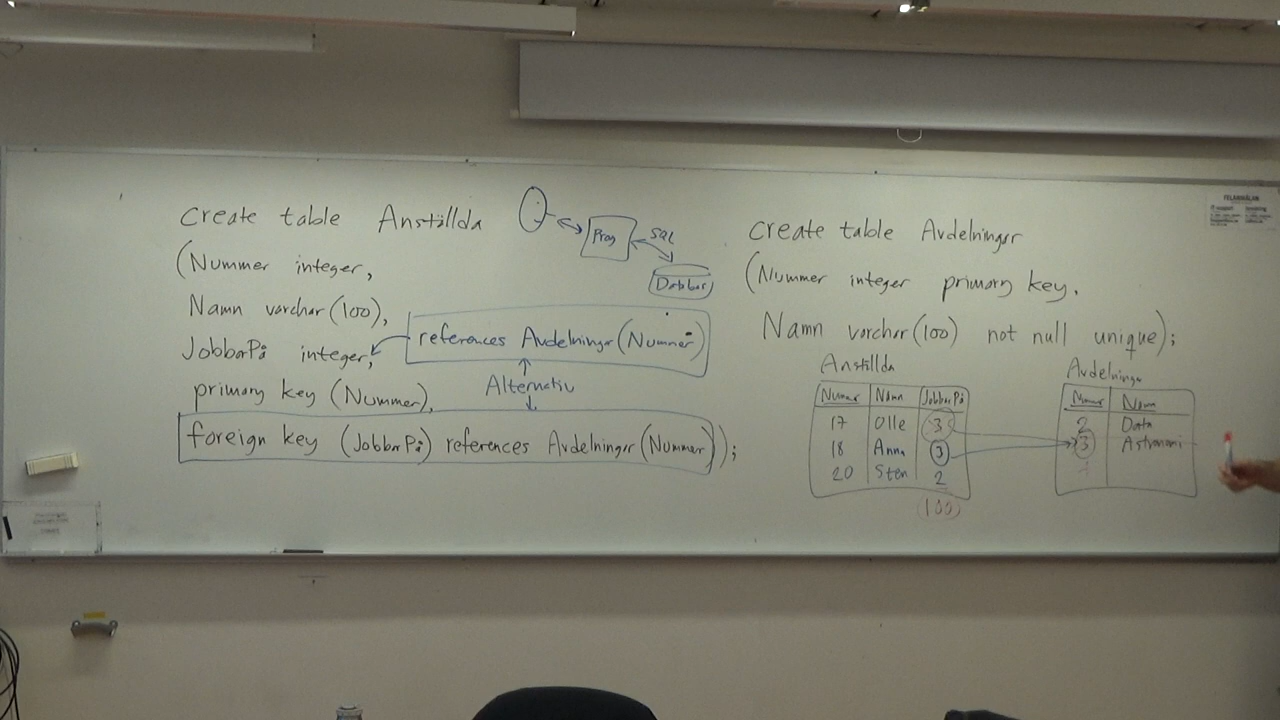 create table Anställda
(Nummer integer,
Namn varchar(100),
JobbarPå integer,
references Avdelningar(Nummer)
Alternativ
primary key (Nummer),
foreign key (JobbarPå) references Avdelningar(Nummer));
Prog
SQL
create table Avdelningar
(Nummer integer primary key,
Namn varchar(100) not null unique);
Anställda
Nummer Namn JobbarPå
17 Olle 3
18 Anna 3
20 Sten 2
100
Avdelningar
Nummer Namn
2 Data
3 Astronomi
FELANMÄLAN